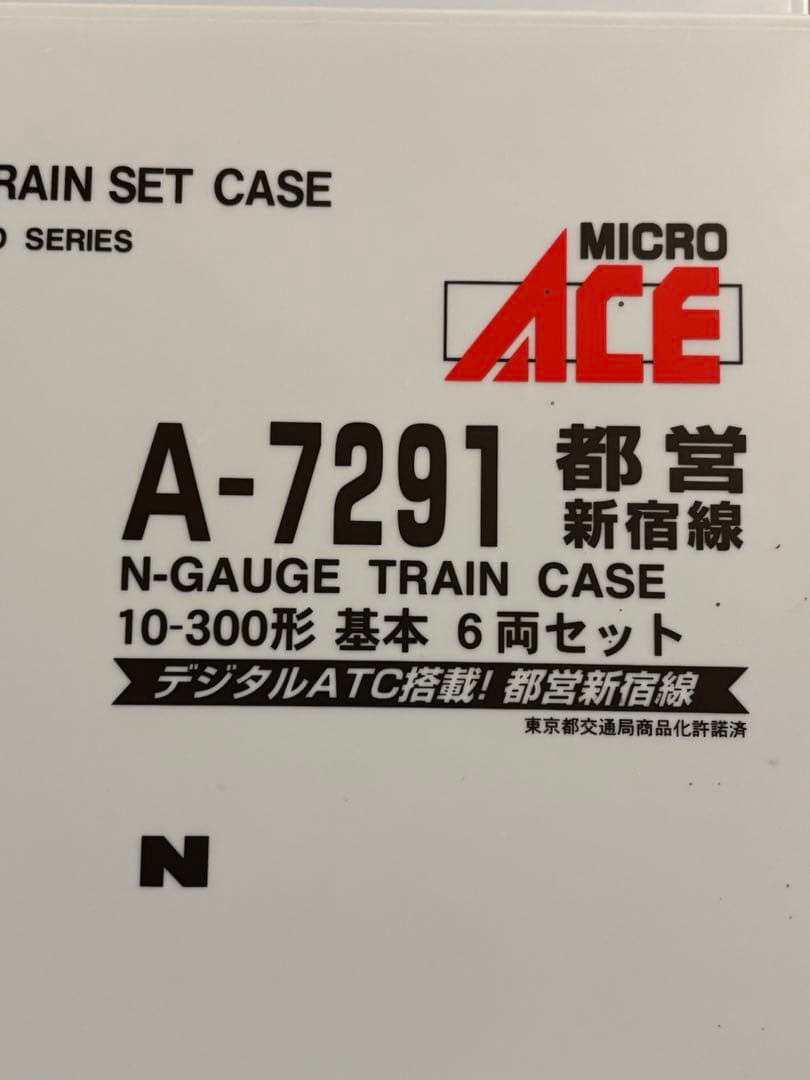 RAIN SET CASE
SERIES
MICRO
ACE
A-7291 都営
新宿線
N-GAUGE TRAIN CASE
10-300形 基本 6両セット
デジタルATC搭載! 都営新宿線
東京都交通局商品化許諾済
N